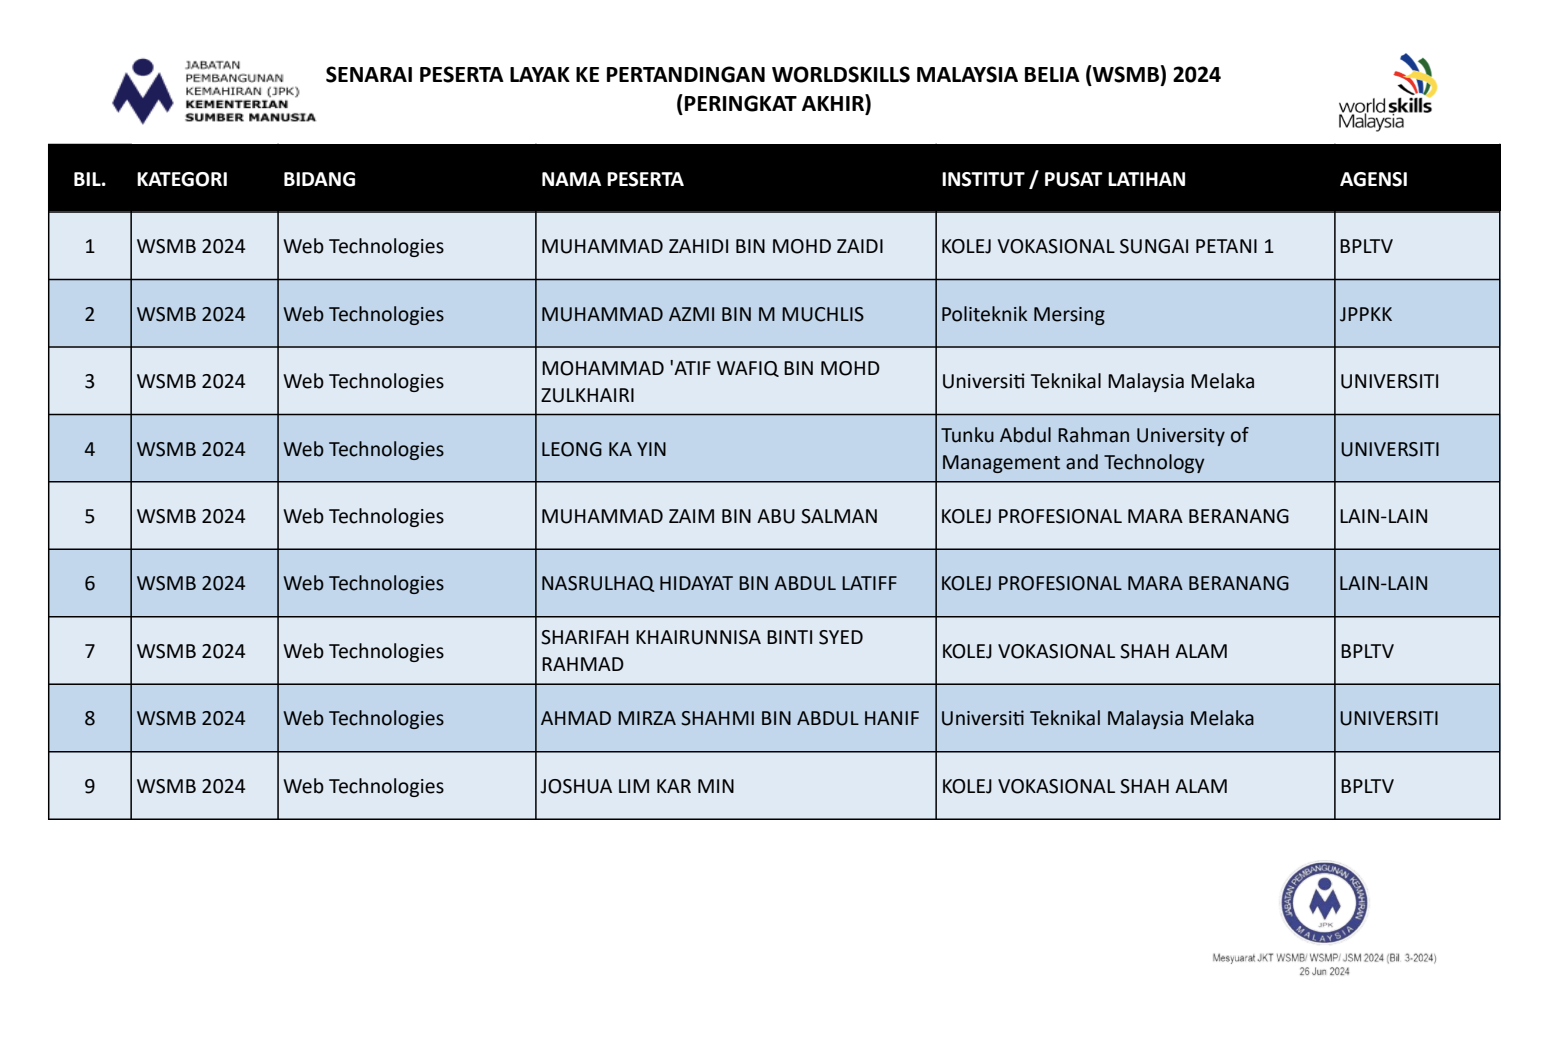 JABATAN
PEMBANGUNAN
KEMAHIRAN (JPK)
KEMENTERIAN
SUMBER MANUSIA
SENARAI PESERTA LAYAK KE PERTANDINGAN WORLDSKILLS MALAYSIA BELIA (WSMB) 2024
(PERINGKAT AKHIR)
world skills
Malaysia
BIL. KATEGORI BIDANG NAMA PESERTA INSTITUT / PUSAT LATIHAN AGENSI
1 WSMB 2024 Web Technologies MUHAMMAD ZAHIDI BIN MOHD ZAIDI KOLEJ VOKASIONAL SUNGAI PETANI 1 BPLTV
2 WSMB 2024 Web Technologies MUHAMMAD AZMI BIN M MUCHLIS Politeknik Mersing JPPKK
3 WSMB 2024 Web Technologies MOHAMMAD 'ATIF WAFIQ BIN MOHD
ZULKHAIRI Universiti Teknikal Malaysia Melaka UNIVERSITI
4 WSMB 2024 Web Technologies LEONG KA YIN Tunku Abdul Rahman University of
Management and Technology UNIVERSITI
5 WSMB 2024 Web Technologies MUHAMMAD ZAIM BIN ABU SALMAN KOLEJ PROFESIONAL MARA BERANANG LAIN-LAIN
6 WSMB 2024 Web Technologies NASRULHAQ HIDAYAT BIN ABDUL LATIFF KOLEJ PROFESIONAL MARA BERANANG LAIN-LAIN
7 WSMB 2024 Web Technologies SHARIFAH KHAIRUNNISA BINTI SYED
RAHMAD KOLEJ VOKASIONAL SHAH ALAM BPLTV
8 WSMB 2024 Web Technologies AHMAD MIRZA SHAHMI BIN ABDUL HANIF Universiti Teknikal Malaysia Melaka UNIVERSITI
9 WSMB 2024 Web Technologies JOSHUA LIM KAR MIN KOLEJ VOKASIONAL SHAH ALAM BPLTV
JABATAN PEMBANGUNAN KEMAHIRAN
JPK
MALAYSIA
Mesyuarat JKT WSMB/ WSMP/ JSM 2024 (Bil. 3-2024)
26 Jun 2024